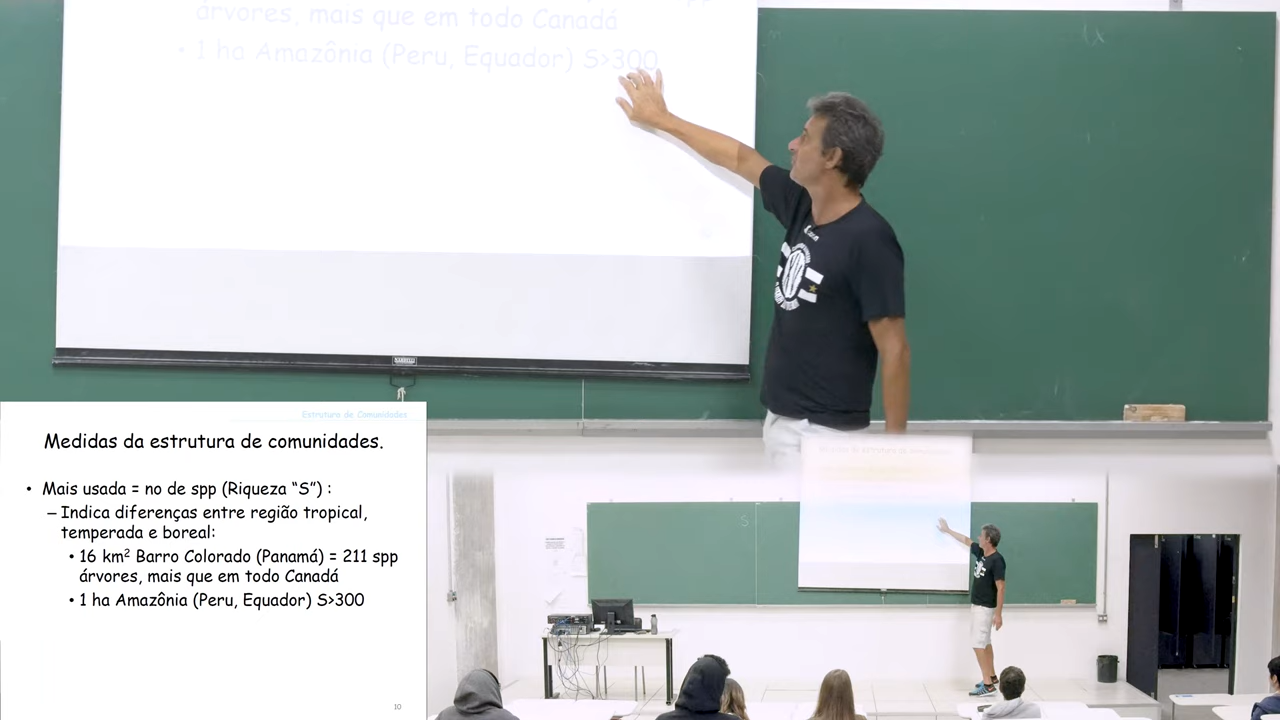 árvores, mais que em todo Canadá
• 1 ha Amazônia (Peru, Equador) S>300
Estrutura de Comunidades
Medidas da estrutura de comunidades.
• Mais usada = no de spp (Riqueza “S”) :
– Indica diferenças entre região tropical,
temperada e boreal:
• 16 km² Barro Colorado (Panamá) = 211 spp
árvores, mais que em todo Canadá
• 1 ha Amazônia (Peru, Equador) S>300
10